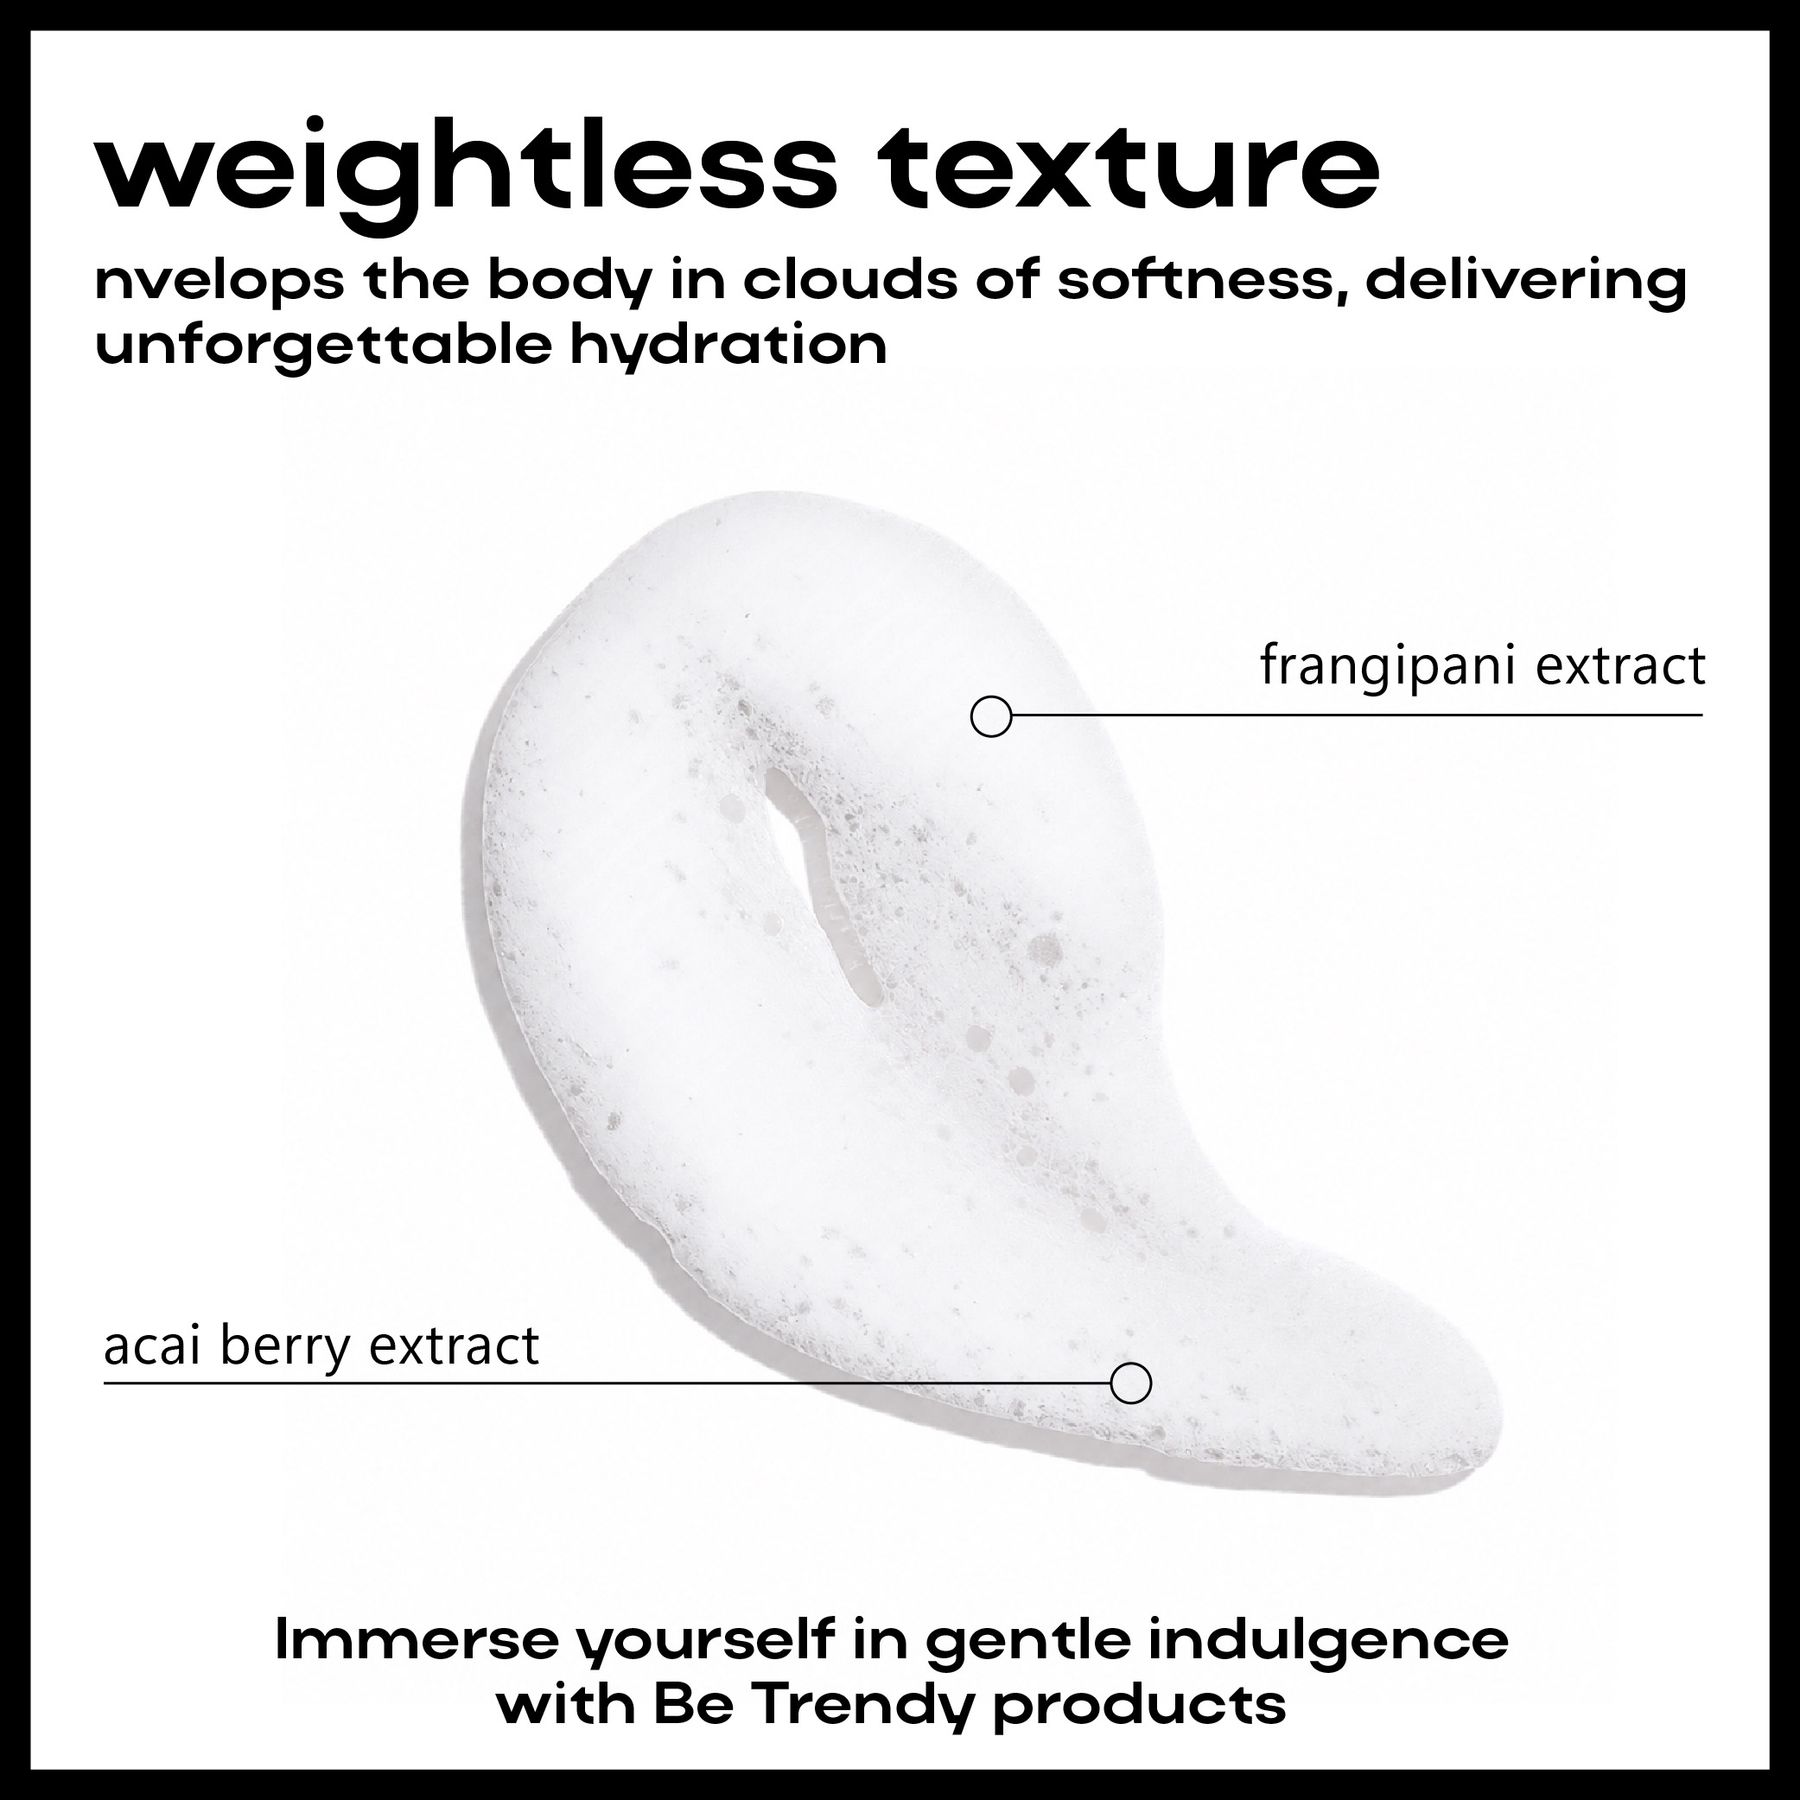 weightless texture
nvelops the body in clouds of softness, delivering
unforgettable hydration
frangipani extract
acai berry extract
Immerse yourself in gentle indulgence
with Be Trendy products